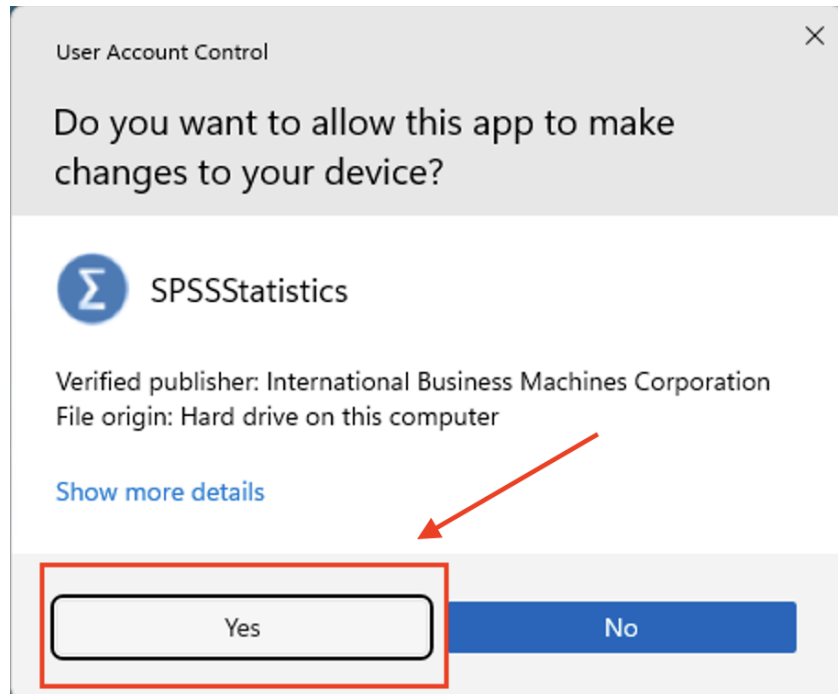 User Account Control
Do you want to allow this app to make
changes to your device?
Σ
SPSSStatistics
Verified publisher: International Business Machines Corporation
File origin: Hard drive on this computer
Show more details
Yes
No